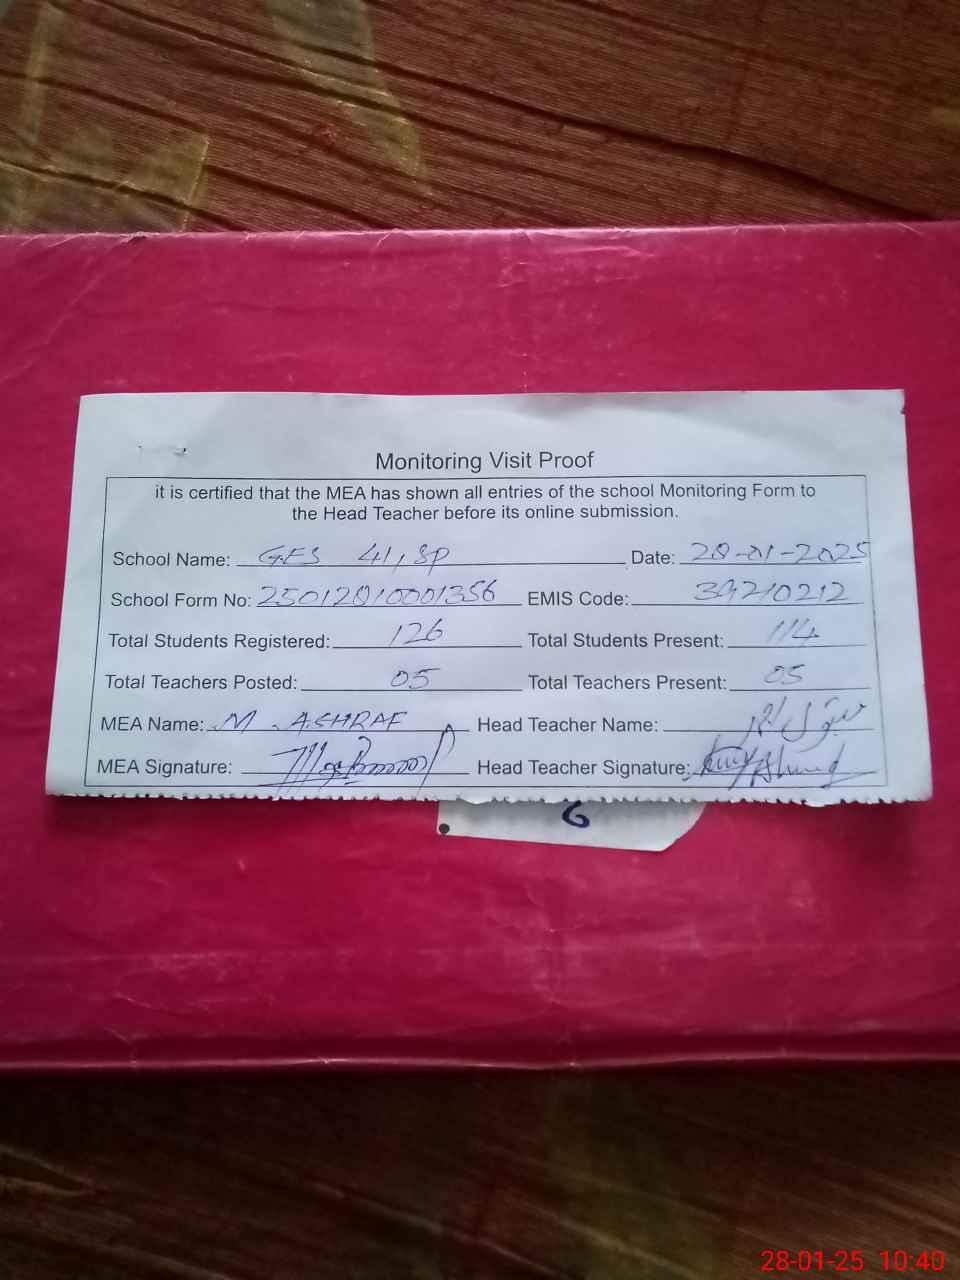 Monitoring Visit Proof
it is certified that the MEA has shown all entries of the school Monitoring Form to
the Head Teacher before its online submission.
School Name: GES 41, SP Date: 28-01-2025
School Form No: 25012810001356 EMIS Code: 39210212
Total Students Registered: 126 Total Students Present: 114
Total Teachers Posted: 05 Total Teachers Present: 05
MEA Name: M. ASHRAF Head Teacher Name:
MEA Signature: Head Teacher Signature:
6
28-01-25 10:40